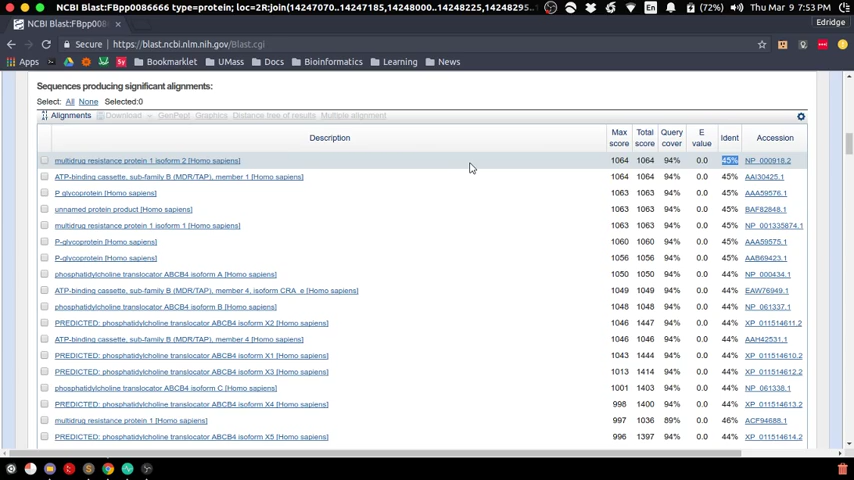 NCBI Blast:FBpp0086666 type=protein; loc=2R:join(14247070..14247185,14248000..14248225,14248295.. En (72%) Thu Mar 9 7:53 PM
NCBI Blast:FBpp0086 × Edridge
Secure https://blast.ncbi.nlm.nih.gov/Blast.cgi
Apps Bookmarklet UMass Docs Bioinformatics Learning News
Sequences producing significant alignments:
Select: All None Selected:0
Alignments Download GenPept Graphics Distance tree of results Multiple alignment
Description Max score Total score Query cover E value Ident Accession
multidrug resistance protein 1 isoform 2 [Homo sapiens] 1064 1064 94% 0.0 45% NP_000918.2
ATP-binding cassette, sub-family B (MDR/TAP), member 1 [Homo sapiens] 1064 1064 94% 0.0 45% AAI30425.1
P glycoprotein [Homo sapiens] 1063 1063 94% 0.0 45% AAA59576.1
unnamed protein product [Homo sapiens] 1063 1063 94% 0.0 45% BAF82848.1
multidrug resistance protein 1 isoform 1 [Homo sapiens] 1063 1063 94% 0.0 45% NP_001335874.1
P-glycoprotein [Homo sapiens] 1060 1060 94% 0.0 45% AAA59575.1
P-glycoprotein [Homo sapiens] 1056 1056 94% 0.0 45% AAB69423.1
phosphatidylcholine translocator ABCB4 isoform A [Homo sapiens] 1050 1050 94% 0.0 44% NP_000434.1
ATP-binding cassette, sub-family B (MDR/TAP), member 4, isoform CRA_e [Homo sapiens] 1049 1049 94% 0.0 44% EAW76949.1
phosphatidylcholine translocator ABCB4 isoform B [Homo sapiens] 1048 1048 94% 0.0 44% NP_061337.1
PREDICTED: phosphatidylcholine translocator ABCB4 isoform X2 [Homo sapiens] 1046 1447 94% 0.0 44% XP_011514611.2
ATP-binding cassette, sub-family B (MDR/TAP), member 4 [Homo sapiens] 1046 1046 94% 0.0 44% AAH42531.1
PREDICTED: phosphatidylcholine translocator ABCB4 isoform X1 [Homo sapiens] 1043 1444 94% 0.0 44% XP_011514610.2
PREDICTED: phosphatidylcholine translocator ABCB4 isoform X3 [Homo sapiens] 1013 1414 94% 0.0 44% XP_011514612.2
phosphatidylcholine translocator ABCB4 isoform C [Homo sapiens] 1001 1403 94% 0.0 44% NP_061338.1
PREDICTED: phosphatidylcholine translocator ABCB4 isoform X4 [Homo sapiens] 998 1400 94% 0.0 44% XP_011514613.2
multidrug resistance protein 1 [Homo sapiens] 997 1036 89% 0.0 46% ACF94688.1
PREDICTED: phosphatidylcholine translocator ABCB4 isoform X5 [Homo sapiens] 996 1397 94% 0.0 44% XP_011514614.2